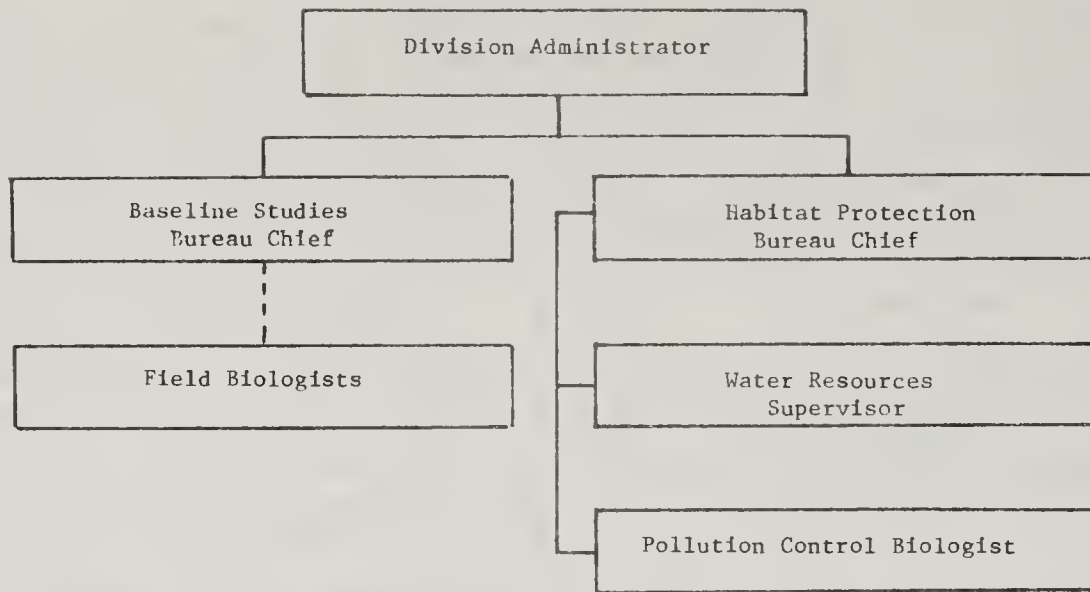 Division Administrator
Baseline Studies
Bureau Chief
Habitat Protection
Bureau Chief
Field Biologists
Water Resources
Supervisor
Pollution Control Biologist